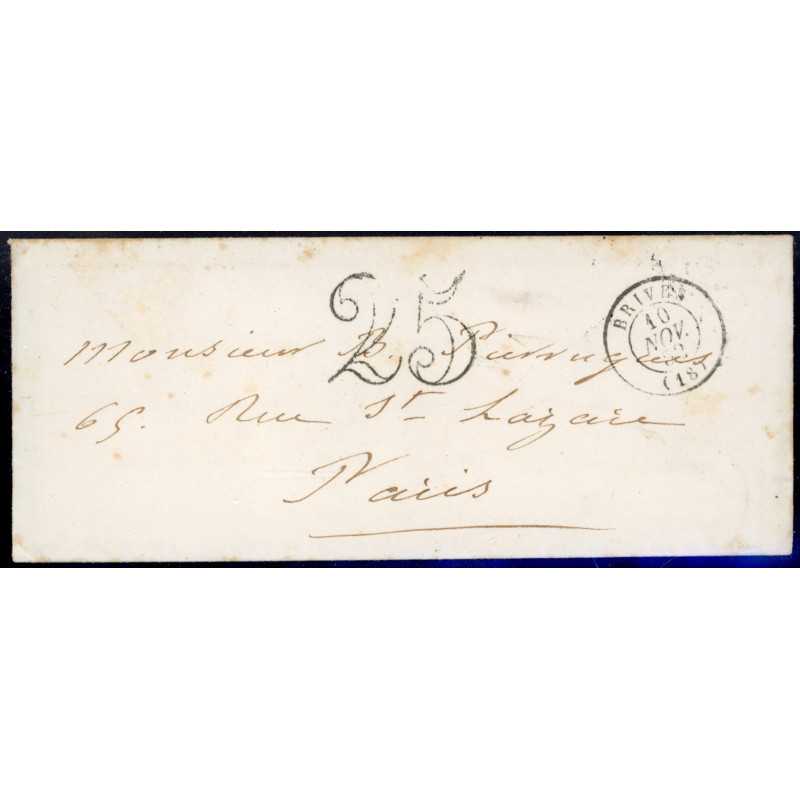 25
BRIVES
10
NOV.
(18)
Monsieur B.
65. Rue St Lazare
Paris